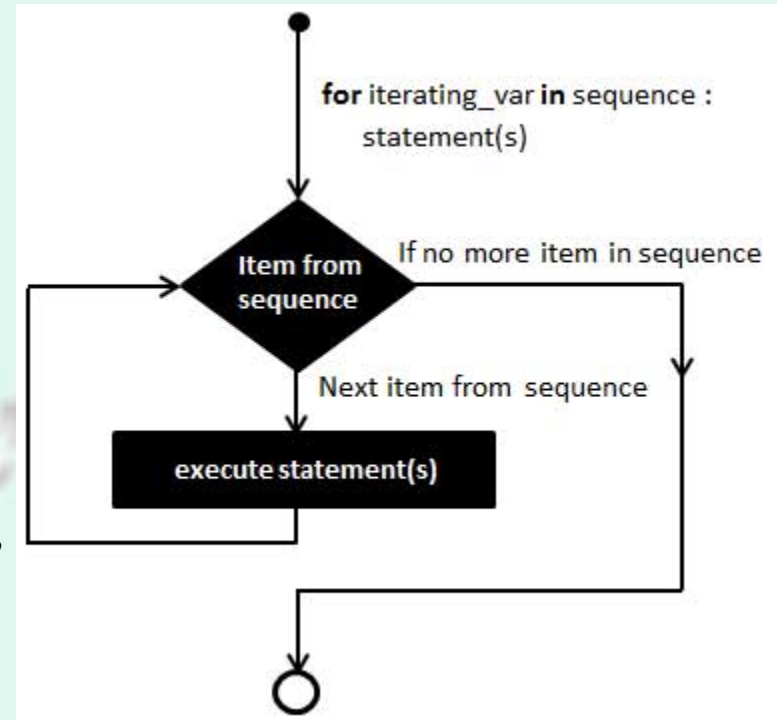 for iterating_var in sequence :
statement(s)
If no more item in sequence
Item from
sequence
Next item from sequence
execute statement(s)